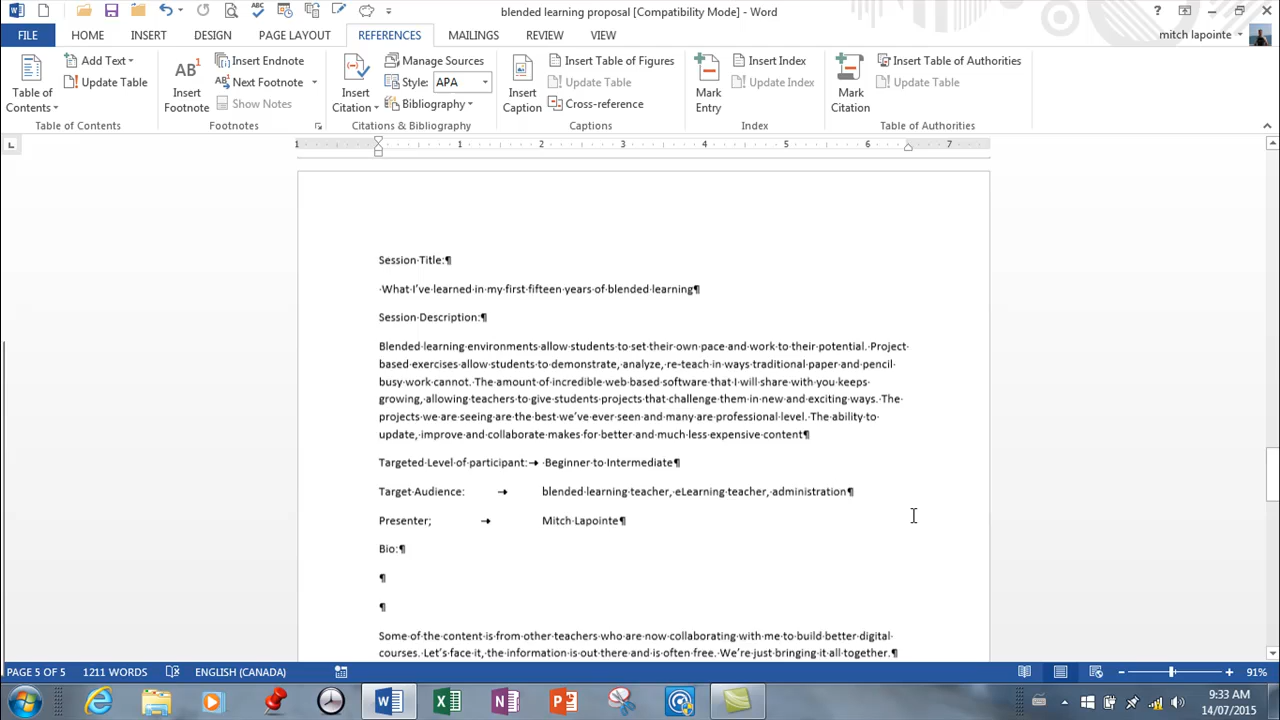 blended learning proposal [Compatibility Mode] - Word
FILE HOME INSERT DESIGN PAGE LAYOUT REFERENCES MAILINGS REVIEW VIEW mitch lapointe
Table of Contents
Add Text
Update Table
Table of Contents
AB¹
Insert Footnote
Insert Endnote
Next Footnote
Show Notes
Footnotes
Insert Citation
Manage Sources
Style: APA
Bibliography
Citations & Bibliography
Insert Caption
Insert Table of Figures
Update Table
Cross-reference
Captions
Mark Entry
Insert Index
Update Index
Index
Mark Citation
Insert Table of Authorities
Update Table
Table of Authorities
1 1 2 3 4 5 6 7
Session Title:¶
What I've learned in my first fifteen years of blended learning¶
Session Description:¶
Blended learning environments allow students to set their own pace and work to their potential. Project
based exercises allow students to demonstrate, analyze, re-teach in ways traditional paper and pencil
busy work cannot. The amount of incredible web based software that I will share with you keeps
growing, allowing teachers to give students projects that challenge them in new and exciting ways. The
projects we are seeing are the best we've ever seen and many are professional level. The ability to
update, improve and collaborate makes for better and much less expensive content¶
Targeted Level of participant: → Beginner to Intermediate¶
Target Audience: → blended learning teacher, eLearning teacher, administration¶
Presenter; → Mitch Lapointe¶
Bio:¶
¶
¶
Some of the content is from other teachers who are now collaborating with me to build better digital
courses. Let's face it, the information is out there and is often free. We're just bringing it all together.¶
PAGE 5 OF 5 1211 WORDS ENGLISH (CANADA) 91%
9:33 AM
14/07/2015